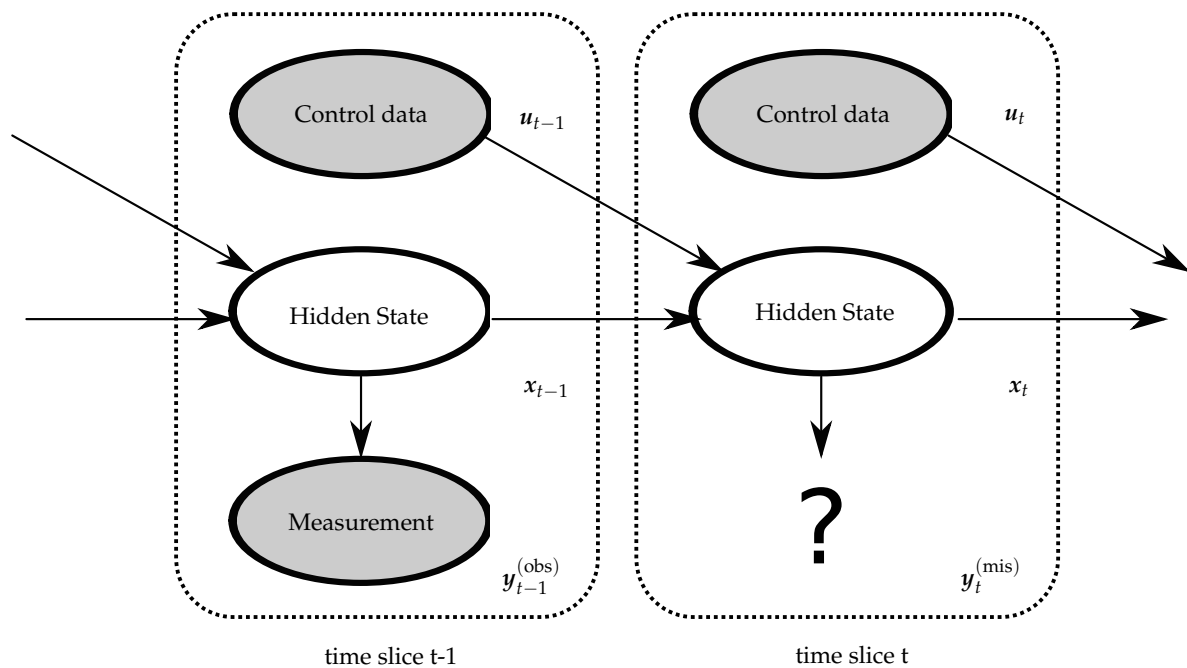 Control data
u_{t−1}
Control data
u_t
Hidden State
Hidden State
x_{t−1}
x_t
Measurement
?
y_{t−1}^{(obs)}
y_t^{(mis)}
time slice t-1
time slice t